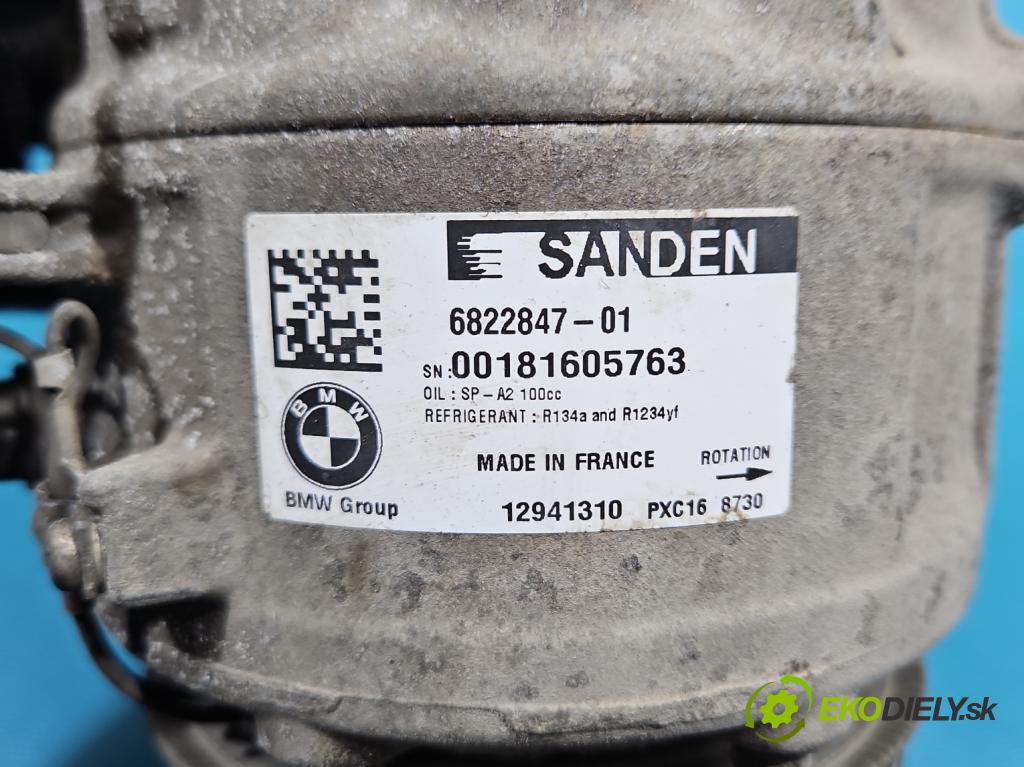 SANDEN
6822847-01
SN:00181605763
OIL : SP-A2 100cc
REFRIGERANT : R134a and R1234yf
BMW
BMW Group
MADE IN FRANCE
ROTATION
12941310 PXC16 8730
EKODIELY.sk